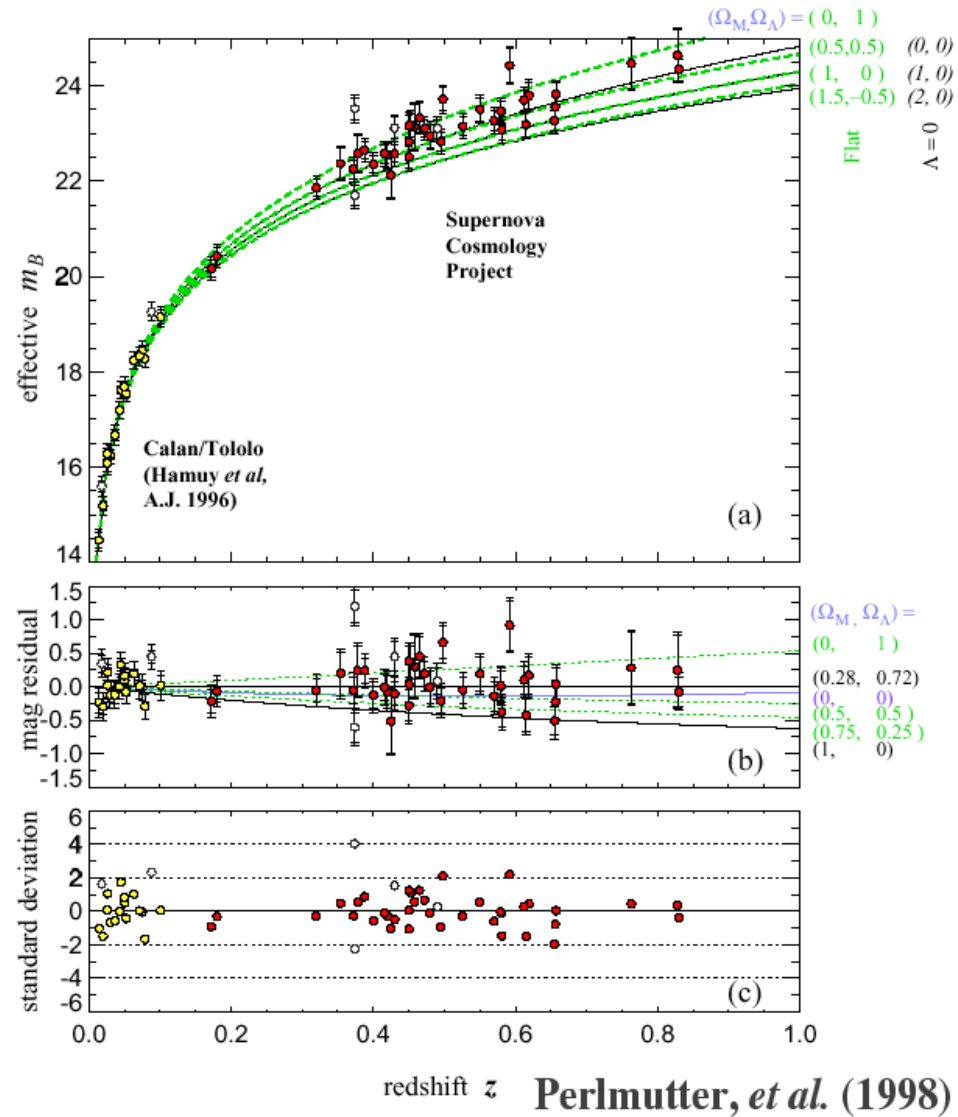 (ΩM,ΩΛ) = ( 0, 1 )
(0.5,0.5) (0, 0)
( 1, 0 ) (1, 0)
(1.5,–0.5) (2, 0)
Flat
Λ = 0
effective mB
24
22
20
18
16
14
Supernova
Cosmology
Project
Calan/Tololo
(Hamuy et al,
A.J. 1996)
(a)
mag residual
1.5
1.0
0.5
0.0
-0.5
-1.0
-1.5
(b)
(ΩM, ΩΛ) =
(0, 1 )
(0.28, 0.72)
(0, 0)
(0.5, 0.5 )
(0.75, 0.25 )
(1, 0)
standard deviation
6
4
2
0
-2
-4
-6
(c)
0.0 0.2 0.4 0.6 0.8 1.0
redshift z
Perlmutter, et al. (1998)